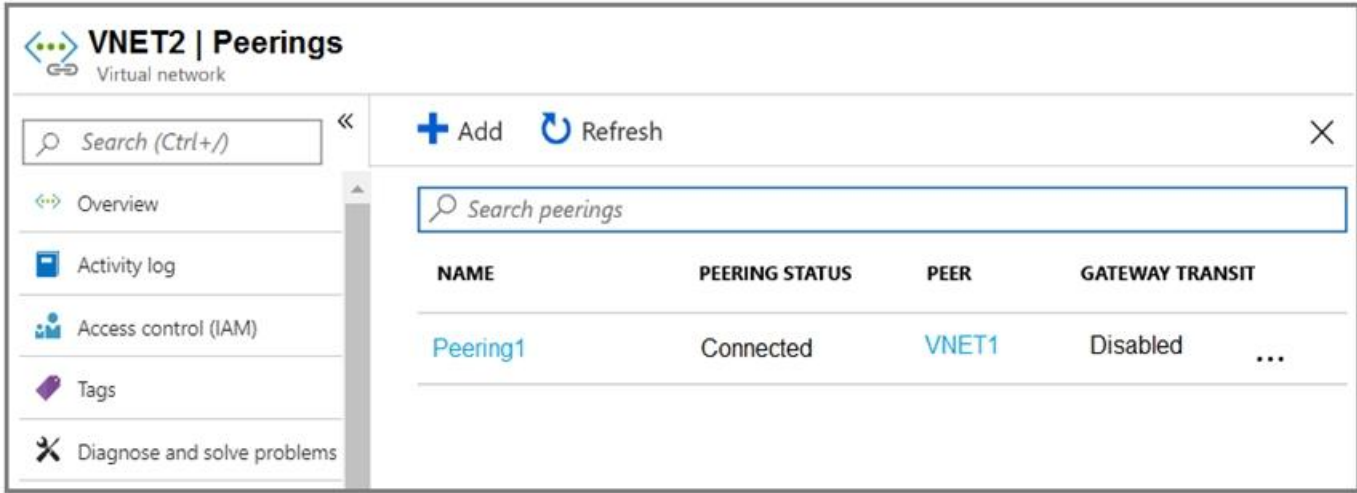 VNET2 | Peerings
Virtual network
Search (Ctrl+/)
«
Overview
Activity log
Access control (IAM)
Tags
Diagnose and solve problems
Add
Refresh
Search peerings
NAME PEERING STATUS PEER GATEWAY TRANSIT
Peering1 Connected VNET1 Disabled ...